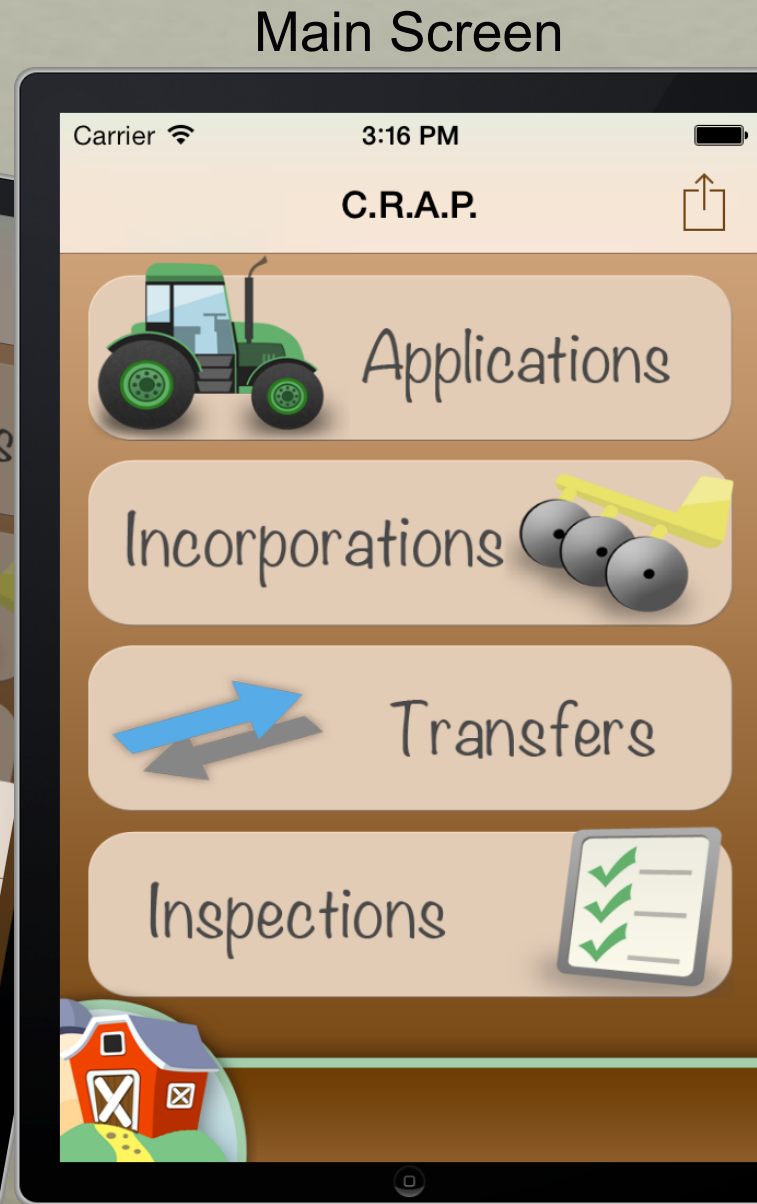 Main Screen
Carrier 3:16 PM
C.R.A.P.
Applications
Incorporations
Transfers
Inspections